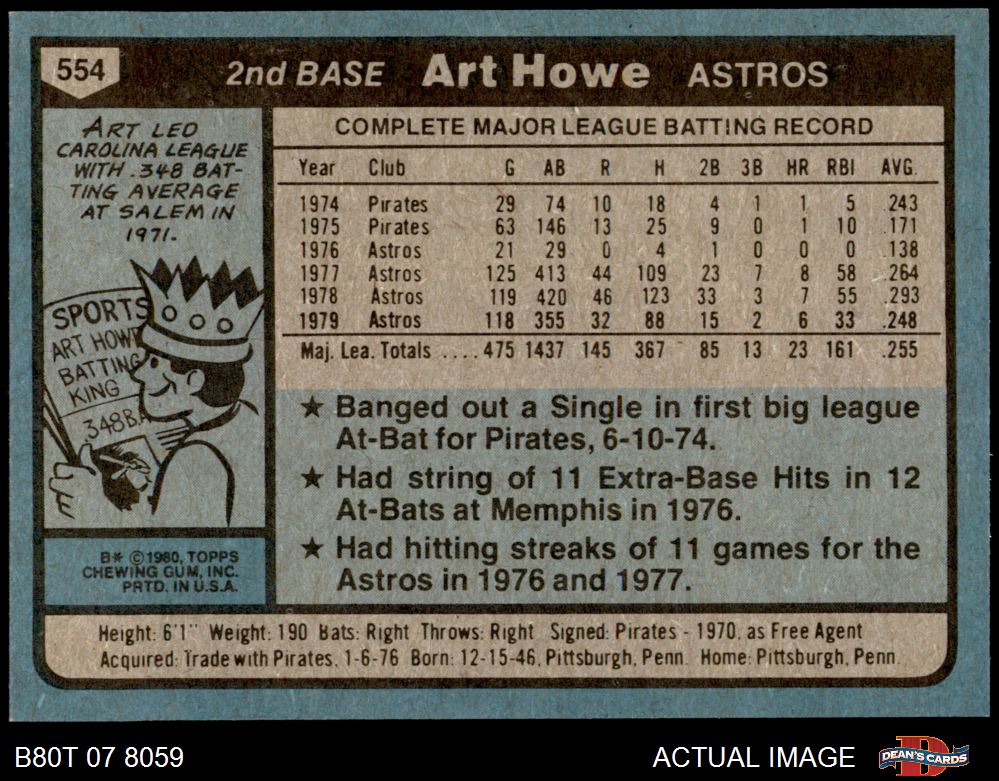 554
2nd BASE Art Howe ASTROS
ART LED
CAROLINA LEAGUE
WITH .348 BAT-
TING AVERAGE
AT SALEM IN
1971.
SPORTS
ART HOWE
BATTING
KING
.348 B.A
B* ©1980, TOPPS
CHEWING GUM, INC.
PRTD. IN U.S.A.
COMPLETE MAJOR LEAGUE BATTING RECORD
Year Club G AB R H 2B 3B HR RBI AVG.
1974 Pirates 29 74 10 18 4 1 1 5 .243
1975 Pirates 63 146 13 25 9 0 1 10 .171
1976 Astros 21 29 0 4 1 0 0 0 .138
1977 Astros 125 413 44 109 23 7 8 58 .264
1978 Astros 119 420 46 123 33 3 7 55 .293
1979 Astros 118 355 32 88 15 2 6 33 .248
Maj. Lea. Totals .... 475 1437 145 367 85 13 23 161 .255
★ Banged out a Single in first big league
At-Bat for Pirates, 6-10-74.
★ Had string of 11 Extra-Base Hits in 12
At-Bats at Memphis in 1976.
★ Had hitting streaks of 11 games for the
Astros in 1976 and 1977.
Height: 6'1" Weight: 190 Bats: Right Throws: Right Signed: Pirates - 1970, as Free Agent
Acquired: Trade with Pirates, 1-6-76 Born: 12-15-46, Pittsburgh, Penn. Home: Pittsburgh, Penn.
B80T 07 8059
ACTUAL IMAGE
DEAN'S CARDS